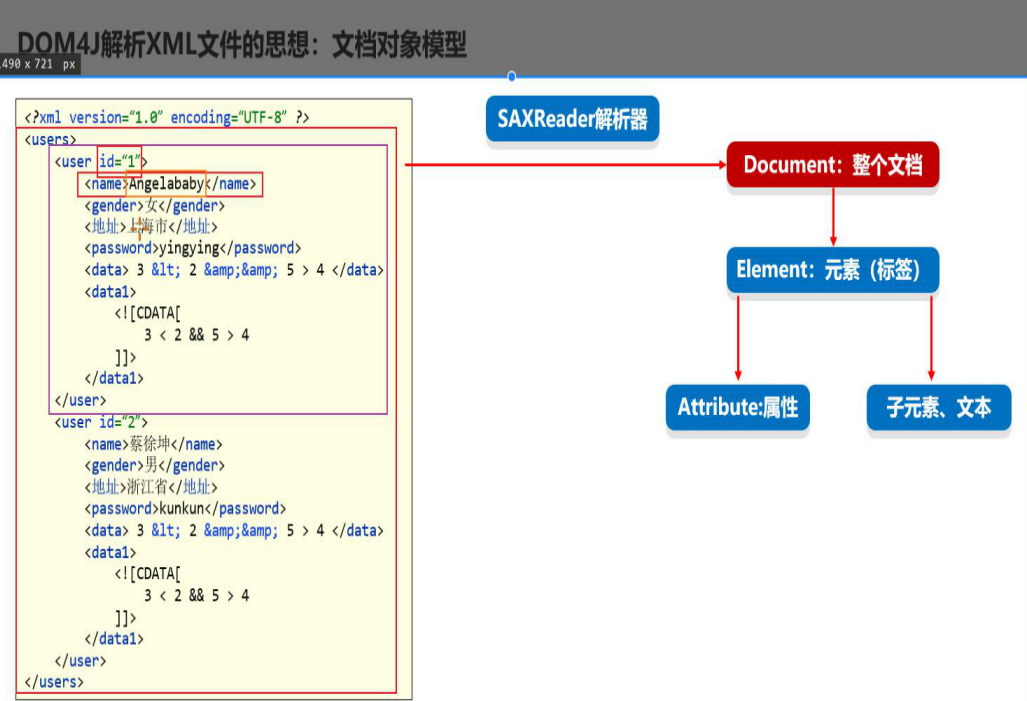 DOM4J解析XML文件的思想：文档对象模型
490 x 721 px
<?xml version="1.0" encoding="UTF-8" ?>
<users>
<user id="1">
<name>Angelababy</name>
<gender>女</gender>
<地址>上海市</地址>
<password>yingying</password>
<data> 3 &lt; 2 &amp;&amp; 5 > 4 </data>
<data1>
<![CDATA[
3 < 2 && 5 > 4
]]>
</data1>
</user>
<user id="2">
<name>蔡徐坤</name>
<gender>男</gender>
<地址>浙江省</地址>
<password>kunkun</password>
<data> 3 &lt; 2 &amp;&amp; 5 > 4 </data>
<data1>
<![CDATA[
3 < 2 && 5 > 4
]]>
</data1>
</user>
</users>
SAXReader解析器
Document：整个文档
Element：元素（标签）
Attribute:属性
子元素、文本